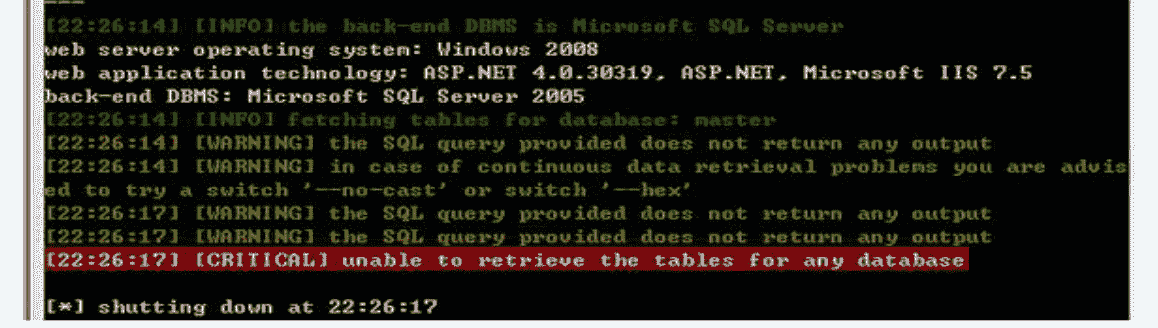 [22:26:14] [INFO] the back-end DBMS is Microsoft SQL Server
web server operating system: Windows 2008
web application technology: ASP.NET 4.0.30319, ASP.NET, Microsoft IIS 7.5
back-end DBMS: Microsoft SQL Server 2005
[22:26:14] [INFO] fetching tables for database: master
[22:26:14] [WARNING] the SQL query provided does not return any output
[22:26:14] [WARNING] in case of continuous data retrieval problems you are advis
ed to try a switch '--no-cast' or switch '--hex'
[22:26:17] [WARNING] the SQL query provided does not return any output
[22:26:17] [WARNING] the SQL query provided does not return any output
[22:26:17] [CRITICAL] unable to retrieve the tables for any database
[*] shutting down at 22:26:17